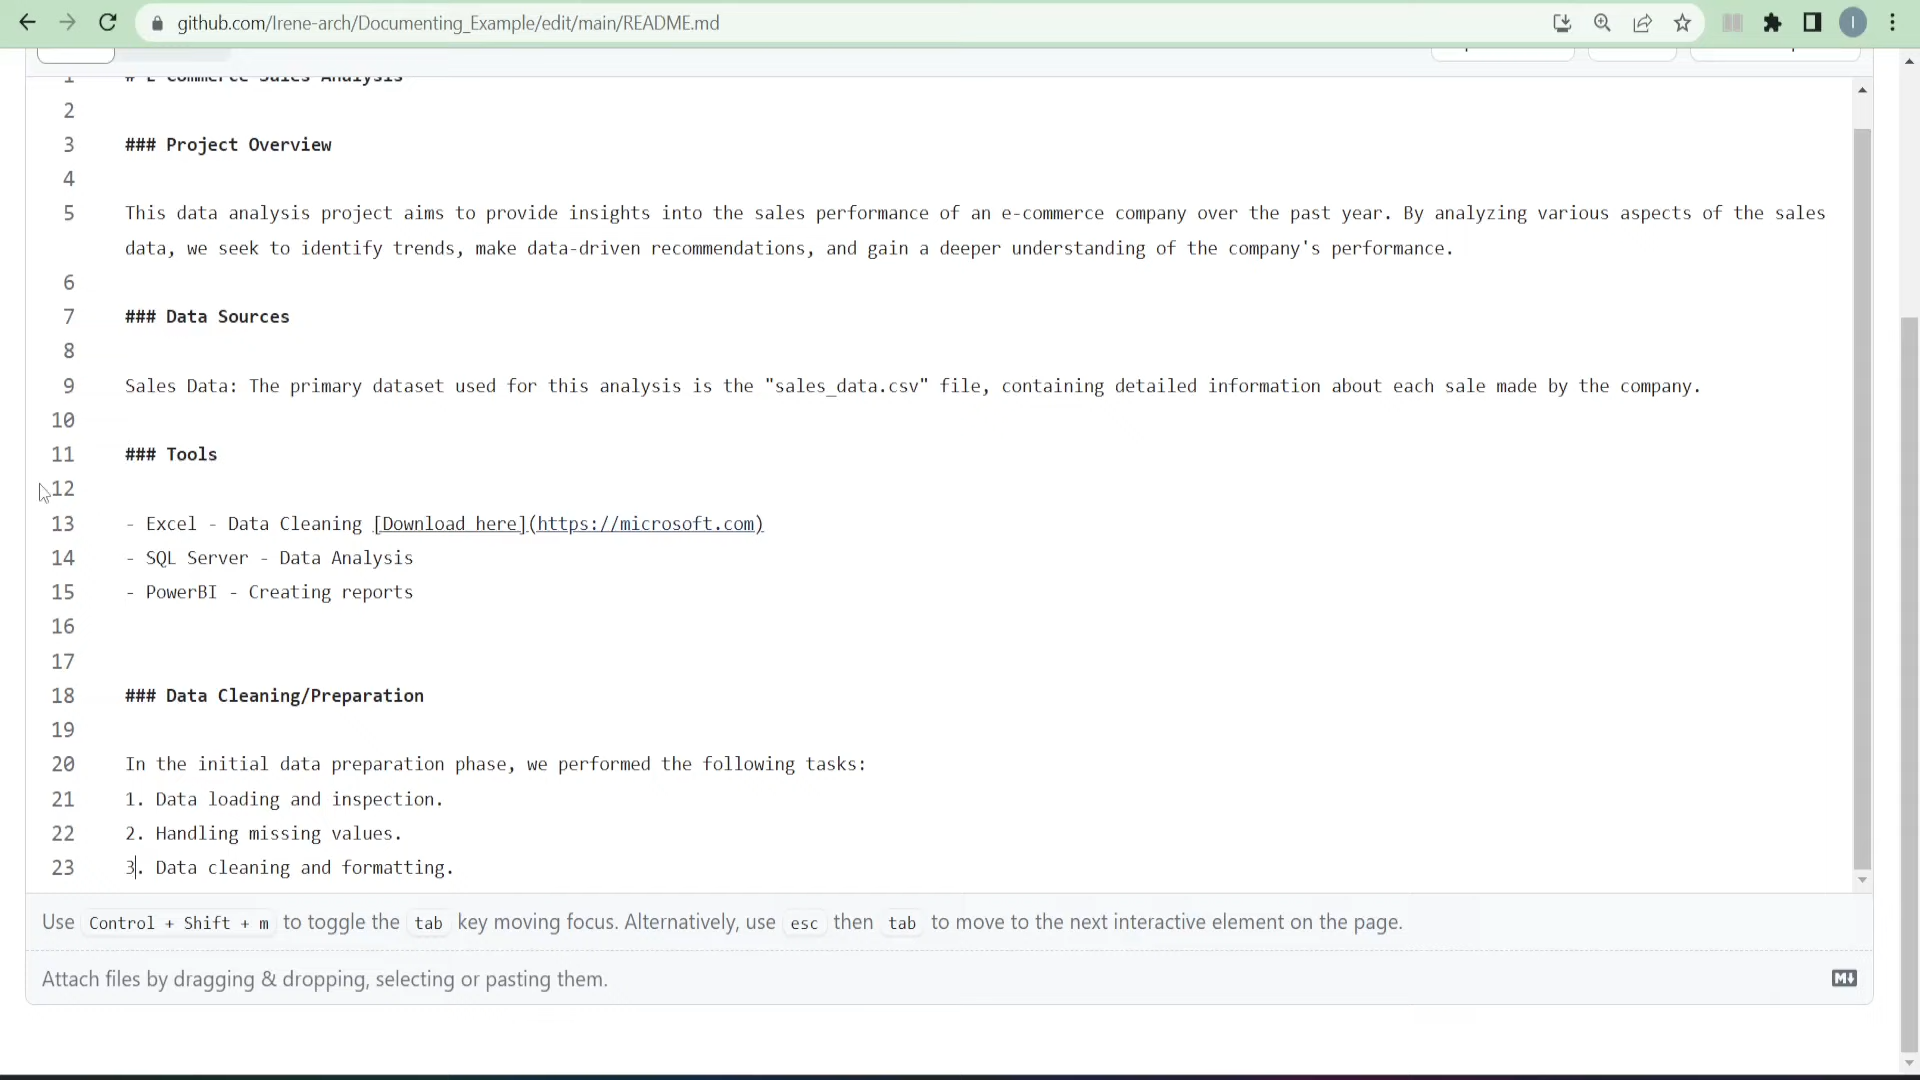 github.com/Irene-arch/Documenting_Example/edit/main/README.md
I
1 # E Commerce Sales Analysis
2
3 ### Project Overview
4
5 This data analysis project aims to provide insights into the sales performance of an e-commerce company over the past year. By analyzing various aspects of the sales
data, we seek to identify trends, make data-driven recommendations, and gain a deeper understanding of the company's performance.
6
7 ### Data Sources
8
9 Sales Data: The primary dataset used for this analysis is the "sales_data.csv" file, containing detailed information about each sale made by the company.
10
11 ### Tools
12
13 - Excel - Data Cleaning [Download here](https://microsoft.com)
14 - SQL Server - Data Analysis
15 - PowerBI - Creating reports
16
17
18 ### Data Cleaning/Preparation
19
20 In the initial data preparation phase, we performed the following tasks:
21 1. Data loading and inspection.
22 2. Handling missing values.
23 3. Data cleaning and formatting.
Use Control + Shift + m to toggle the tab key moving focus. Alternatively, use esc then tab to move to the next interactive element on the page.
Attach files by dragging & dropping, selecting or pasting them.
M↓